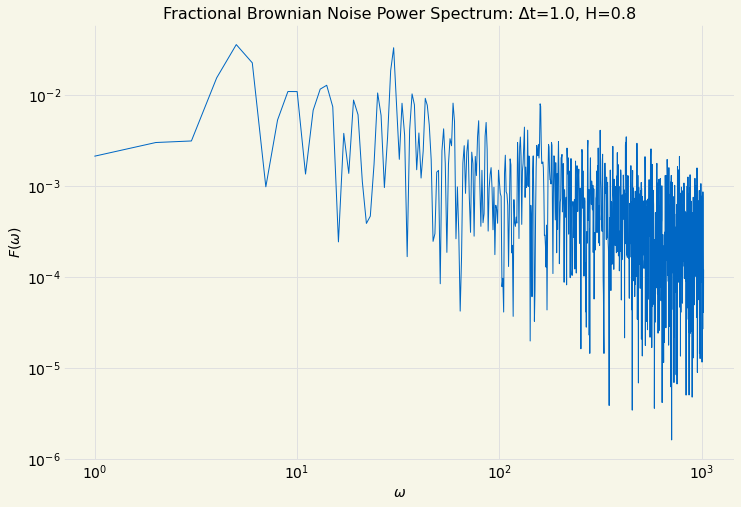 Fractional Brownian Noise Power Spectrum: Δt=1.0, H=0.8
F(ω)
10⁻²
10⁻³
10⁻⁴
10⁻⁵
10⁻⁶
10⁰ 10¹ 10² 10³
ω